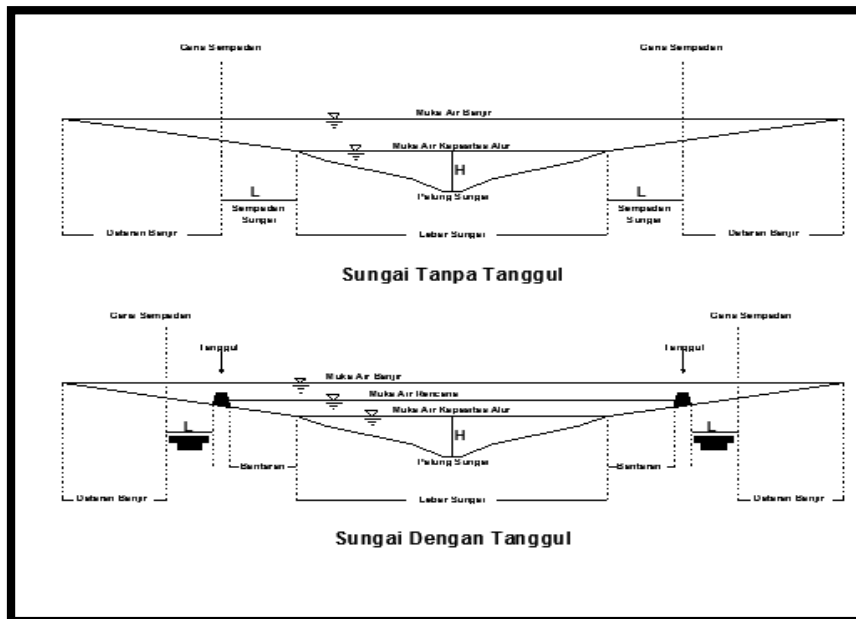 Garis Sempadan Garis Sempadan
Muka Air Banjir
Muka Air Kapasitas Alur
H
L L
Palung Sungai
Sempadan Sempadan
Sungai Sungai
Dataran Banjir Lebar Sungai Dataran Banjir
Sungai Tanpa Tanggul
Garis Sempadan Garis Sempadan
Tanggul Tanggul
Muka Air Banjir
Muka Air Rencana
Muka Air Kapasitas Alur
L H L
Palung Sungai
Bantaran Bantaran
Dataran Banjir Lebar Sungai Dataran Banjir
Sungai Dengan Tanggul